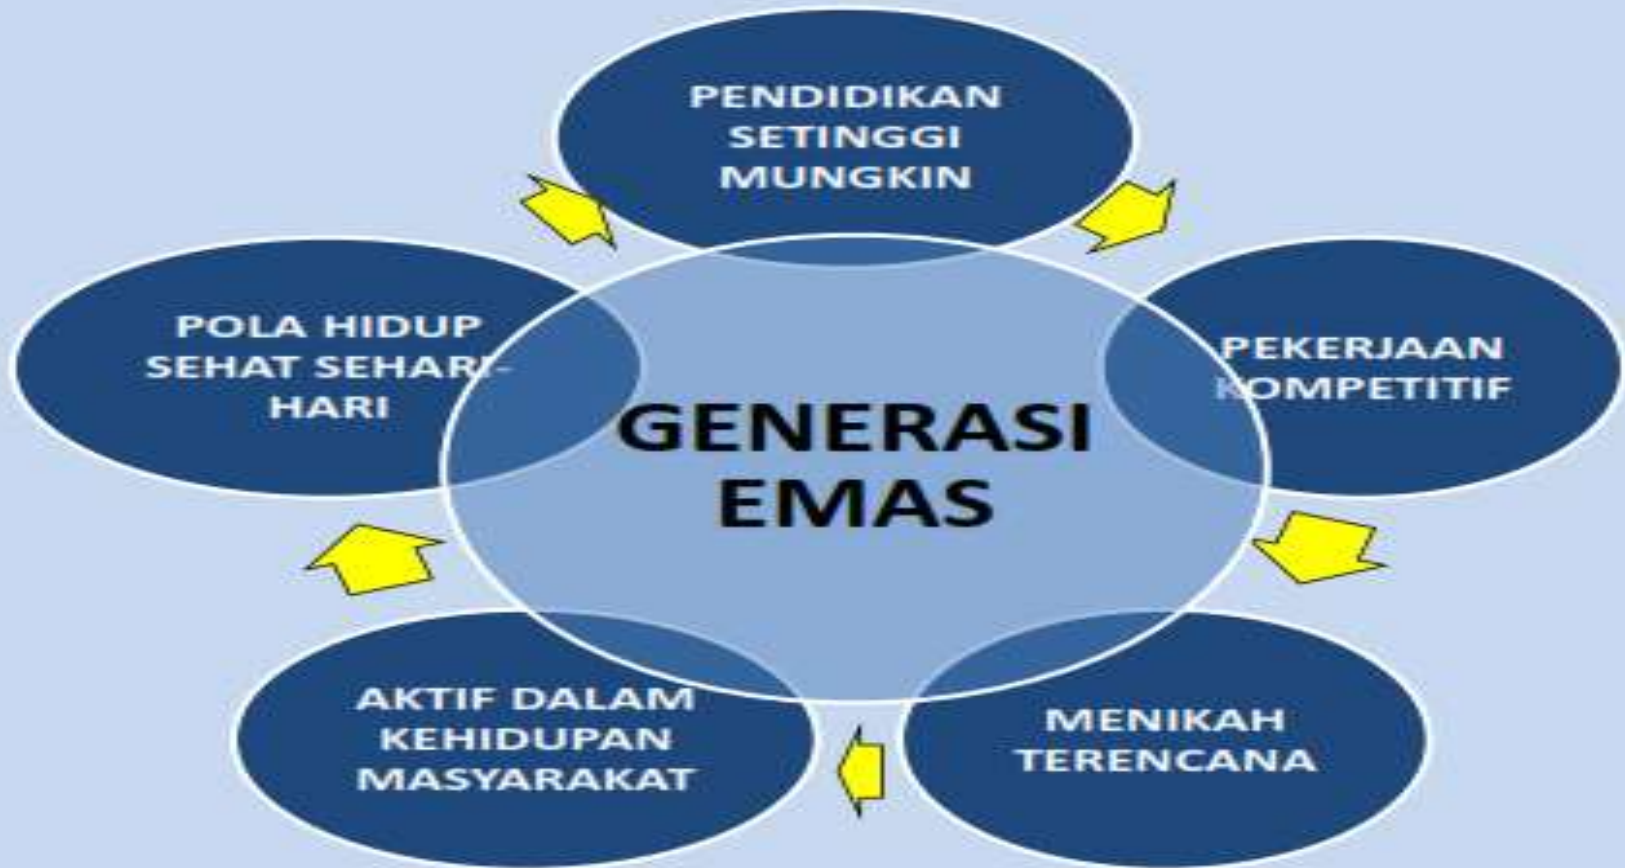 PENDIDIKAN
SETINGGI
MUNGKIN
PEKERJAAN
KOMPETITIF
MENIKAH
TERENCANA
AKTIF DALAM
KEHIDUPAN
MASYARAKAT
POLA HIDUP
SEHAT SEHARI-
HARI
GENERASI
EMAS